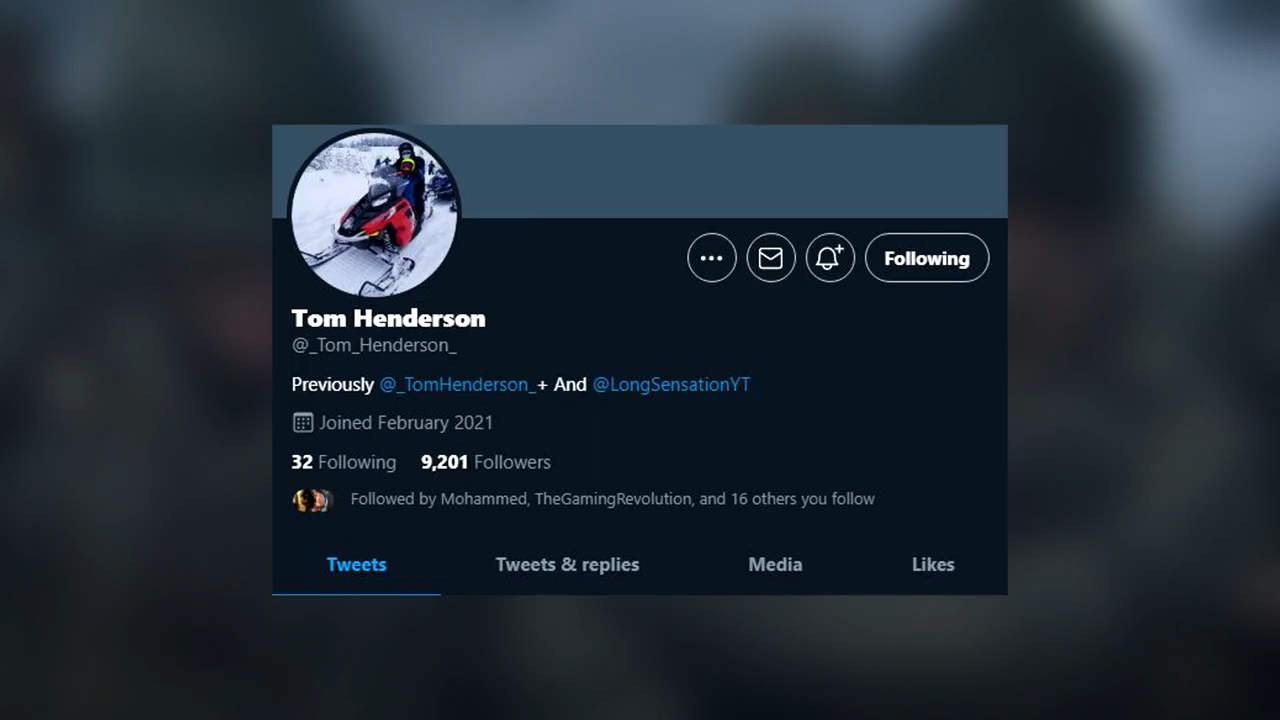 Following
Tom Henderson
@_Tom_Henderson_
Previously @_TomHenderson_+ And @LongSensationYT
Joined February 2021
32 Following 9,201 Followers
Followed by Mohammed, TheGamingRevolution, and 16 others you follow
Tweets Tweets & replies Media Likes